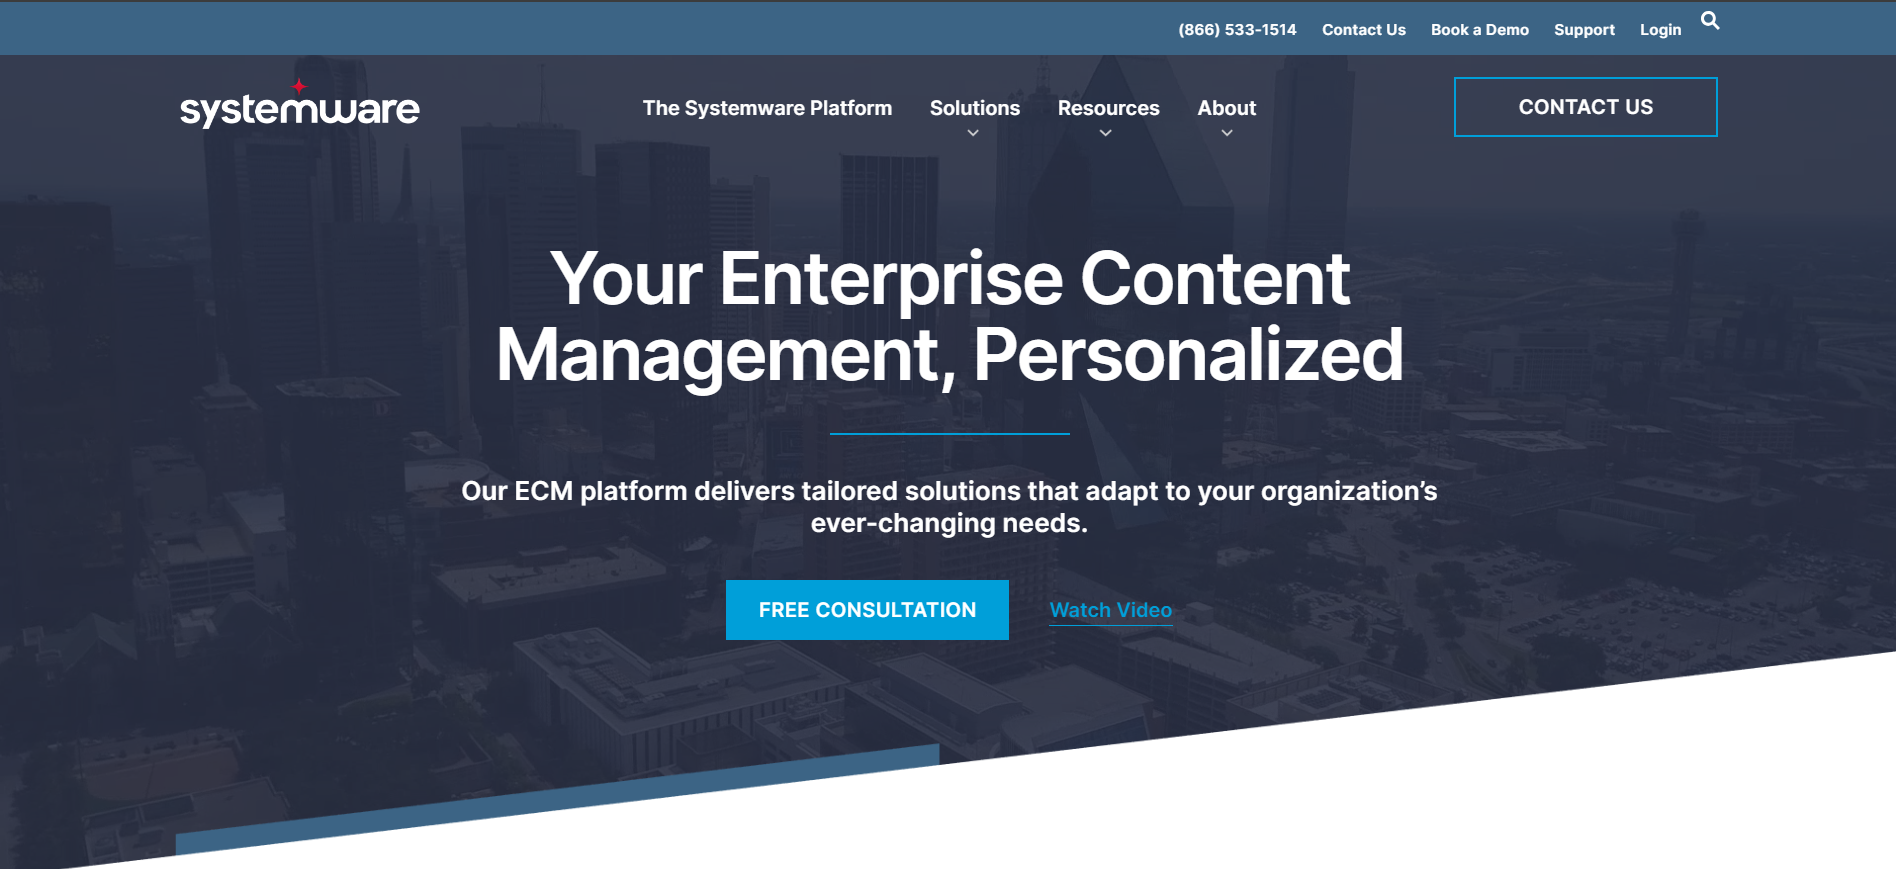 (866) 533-1514 Contact Us Book a Demo Support Login
systemware
The Systemware Platform Solutions Resources About
CONTACT US
Your Enterprise Content
Management, Personalized
Our ECM platform delivers tailored solutions that adapt to your organization’s
ever-changing needs.
FREE CONSULTATION Watch Video